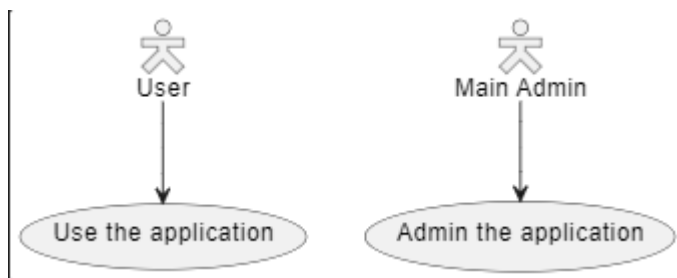 User
Main Admin
Use the application
Admin the application